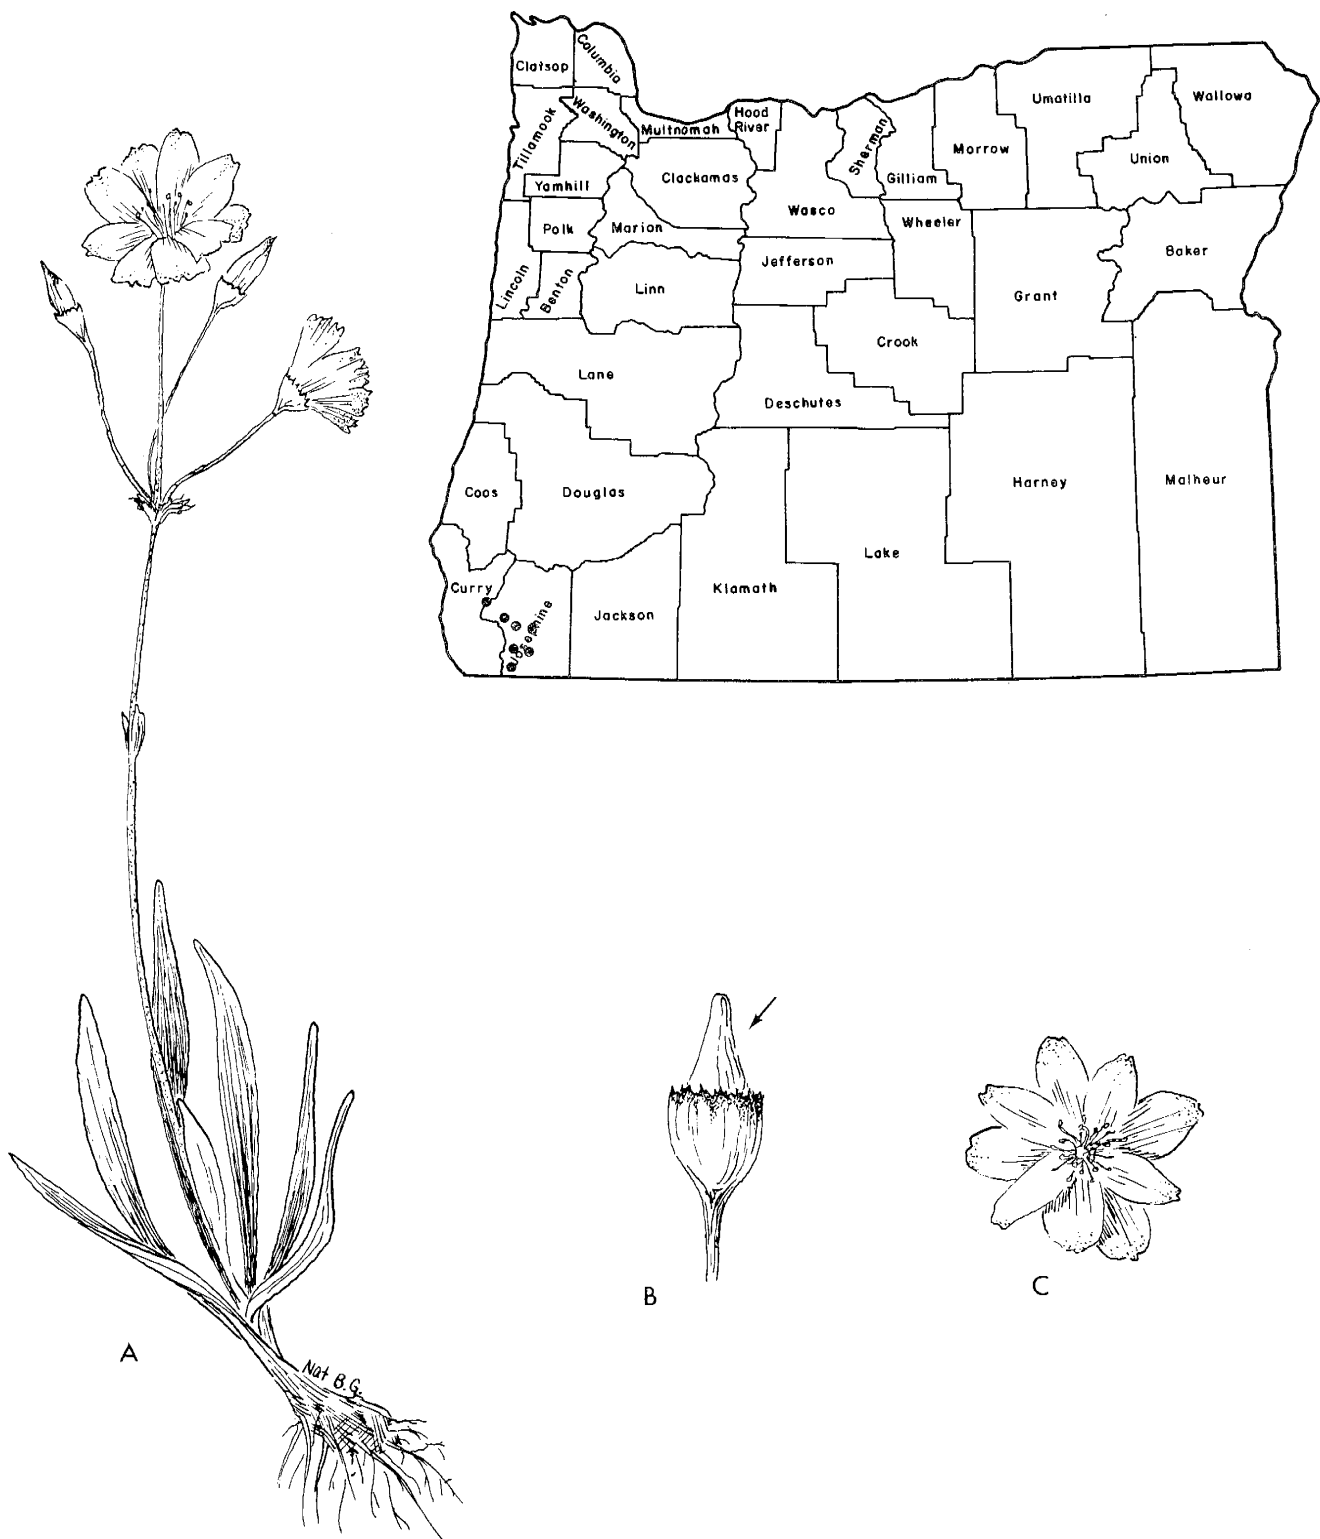 Clatsop
Columbia
Tillamook
Washington
Multnomah
Hood
River
Sherman
Gilliam
Morrow
Umatilla
Union
Wallowa
Yamhill
Clackamas
Wasco
Wheeler
Polk
Marion
Jefferson
Baker
Lincoln
Benton
Linn
Grant
Crook
Lane
Deschutes
Coos
Douglas
Harney
Malheur
Lake
Curry
Josephine
Jackson
Klamath
A
Nat B.G.
B
C